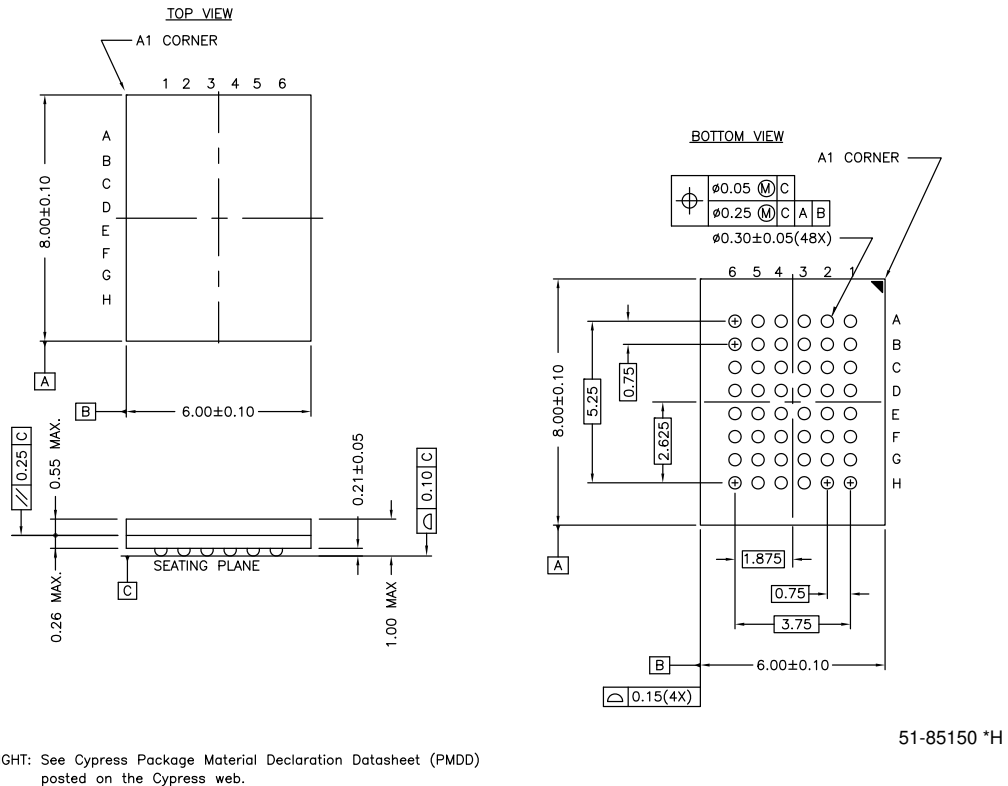 TOP VIEW
A1 CORNER
1 2 3 4 5 6
A
B
C
D
E
F
G
H
8.00±0.10
A
B
6.00±0.10
// 0.25 C
0.55 MAX.
0.21±0.05
0.10 C
SEATING PLANE
C
0.26 MAX.
1.00 MAX
BOTTOM VIEW
A1 CORNER
ø0.05 Ⓜ C
ø0.25 Ⓜ C A B
ø0.30±0.05(48X)
6 5 4 3 2 1
A
B
C
D
E
F
G
H
8.00±0.10
5.25
0.75
2.625
A
1.875
0.75
3.75
B
6.00±0.10
0.15(4X)
51-85150 *H
GHT: See Cypress Package Material Declaration Datasheet (PMDD)
posted on the Cypress web.